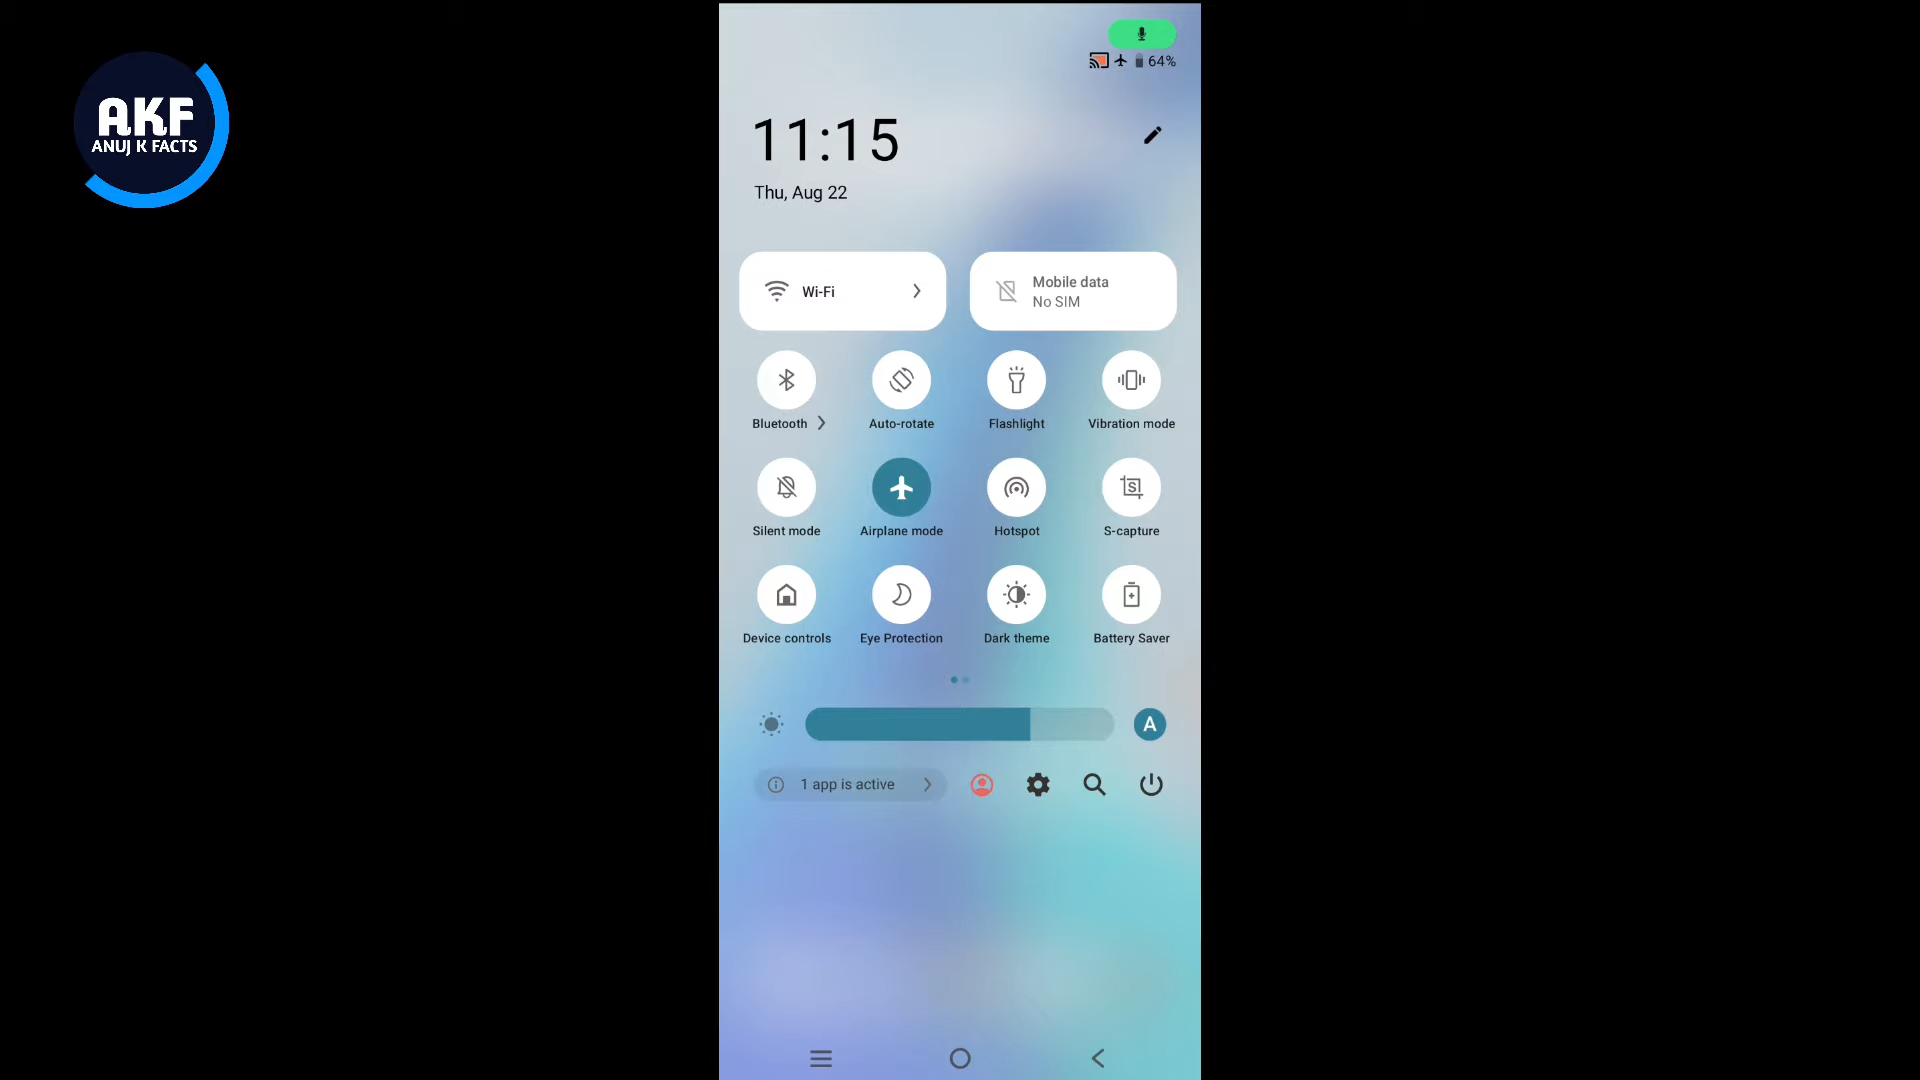 AKF
ANUJ K FACTS
64%
11:15
Thu, Aug 22
Wi-Fi
Mobile data
No SIM
Bluetooth
Auto-rotate
Flashlight
Vibration mode
Silent mode
Airplane mode
Hotspot
S-capture
Device controls
Eye Protection
Dark theme
Battery Saver
A
1 app is active